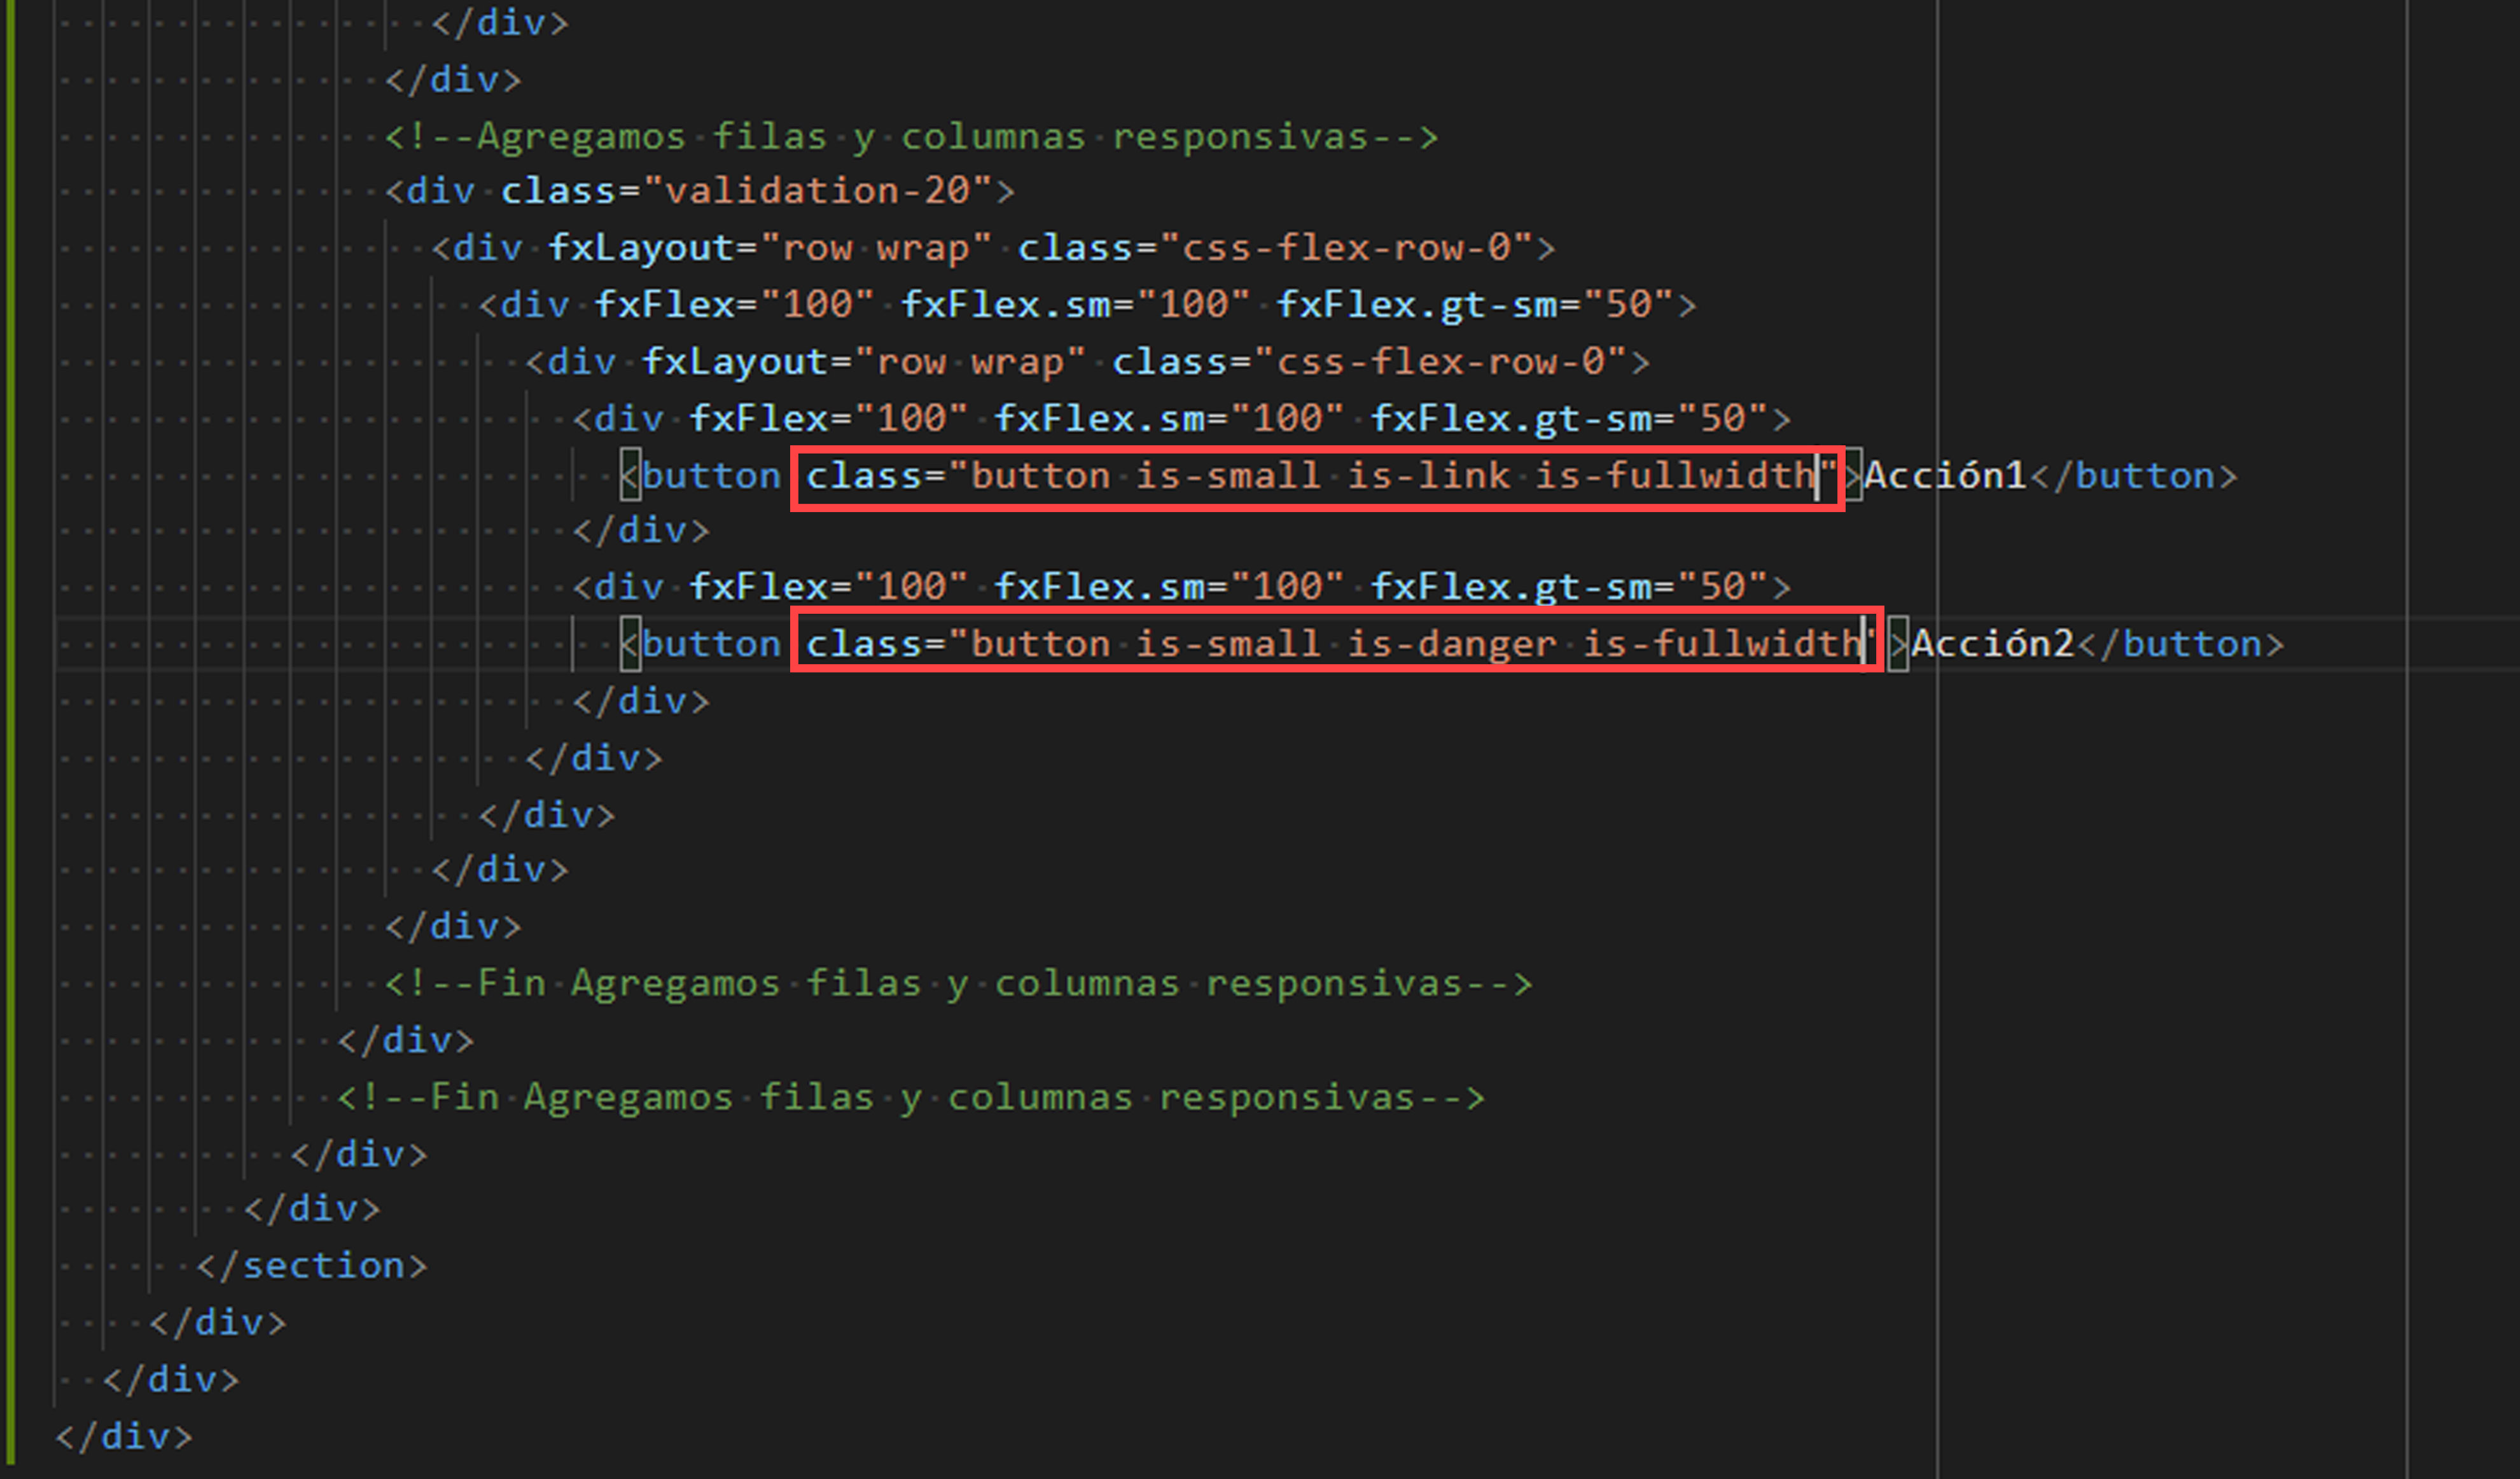 </div>
</div>
<!--Agregamos filas y columnas responsivas-->
<div class="validation-20">
<div fxLayout="row wrap" class="css-flex-row-0">
<div fxFlex="100" fxFlex.sm="100" fxFlex.gt-sm="50">
<div fxLayout="row wrap" class="css-flex-row-0">
<div fxFlex="100" fxFlex.sm="100" fxFlex.gt-sm="50">
<button class="button is-small is-link is-fullwidth">Acción1</button>
</div>
<div fxFlex="100" fxFlex.sm="100" fxFlex.gt-sm="50">
<button class="button is-small is-danger is-fullwidth">Acción2</button>
</div>
</div>
</div>
</div>
</div>
<!--Fin Agregamos filas y columnas responsivas-->
</div>
<!--Fin Agregamos filas y columnas responsivas-->
</div>
</div>
</section>
</div>
</div>
</div>